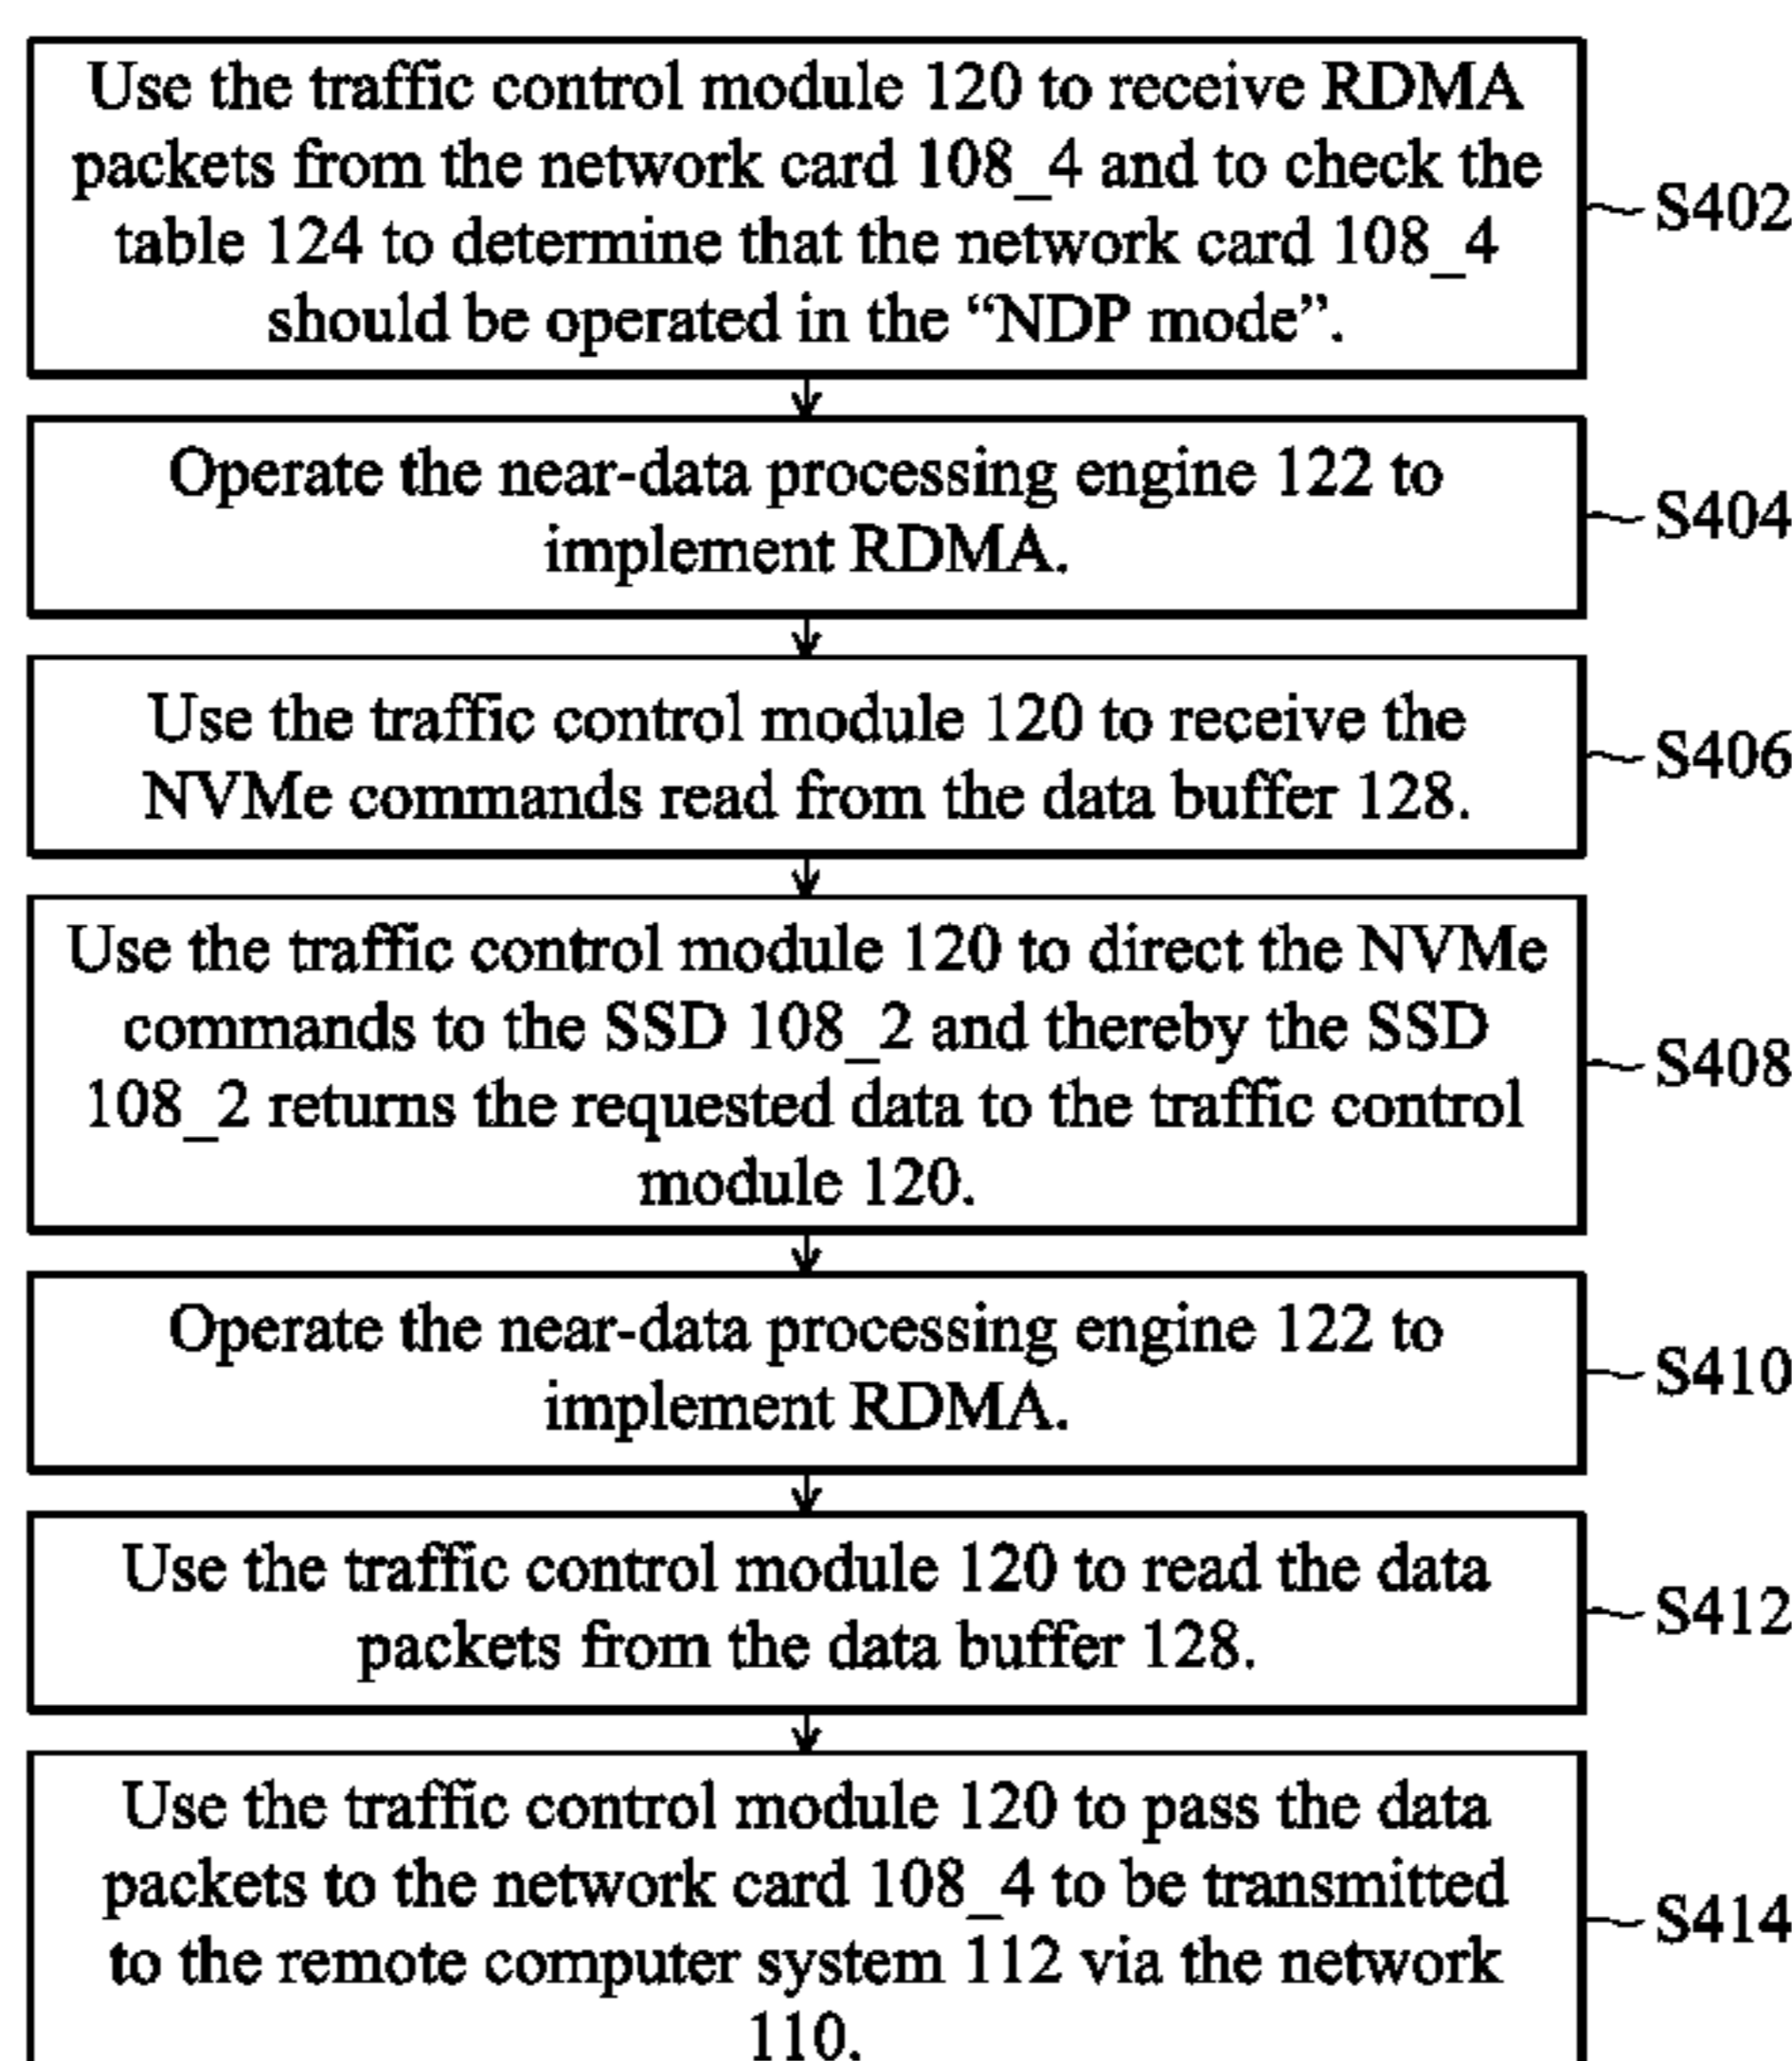 Use the traffic control module 120 to receive RDMA
packets from the network card 108_4 and to check the
table 124 to determine that the network card 108_4
should be operated in the “NDP mode”.
S402
Operate the near-data processing engine 122 to
implement RDMA.
S404
Use the traffic control module 120 to receive the
NVMe commands read from the data buffer 128.
S406
Use the traffic control module 120 to direct the NVMe
commands to the SSD 108_2 and thereby the SSD
108_2 returns the requested data to the traffic control
module 120.
S408
Operate the near-data processing engine 122 to
implement RDMA.
S410
Use the traffic control module 120 to read the data
packets from the data buffer 128.
S412
Use the traffic control module 120 to pass the data
packets to the network card 108_4 to be transmitted
to the remote computer system 112 via the network
110.
S414